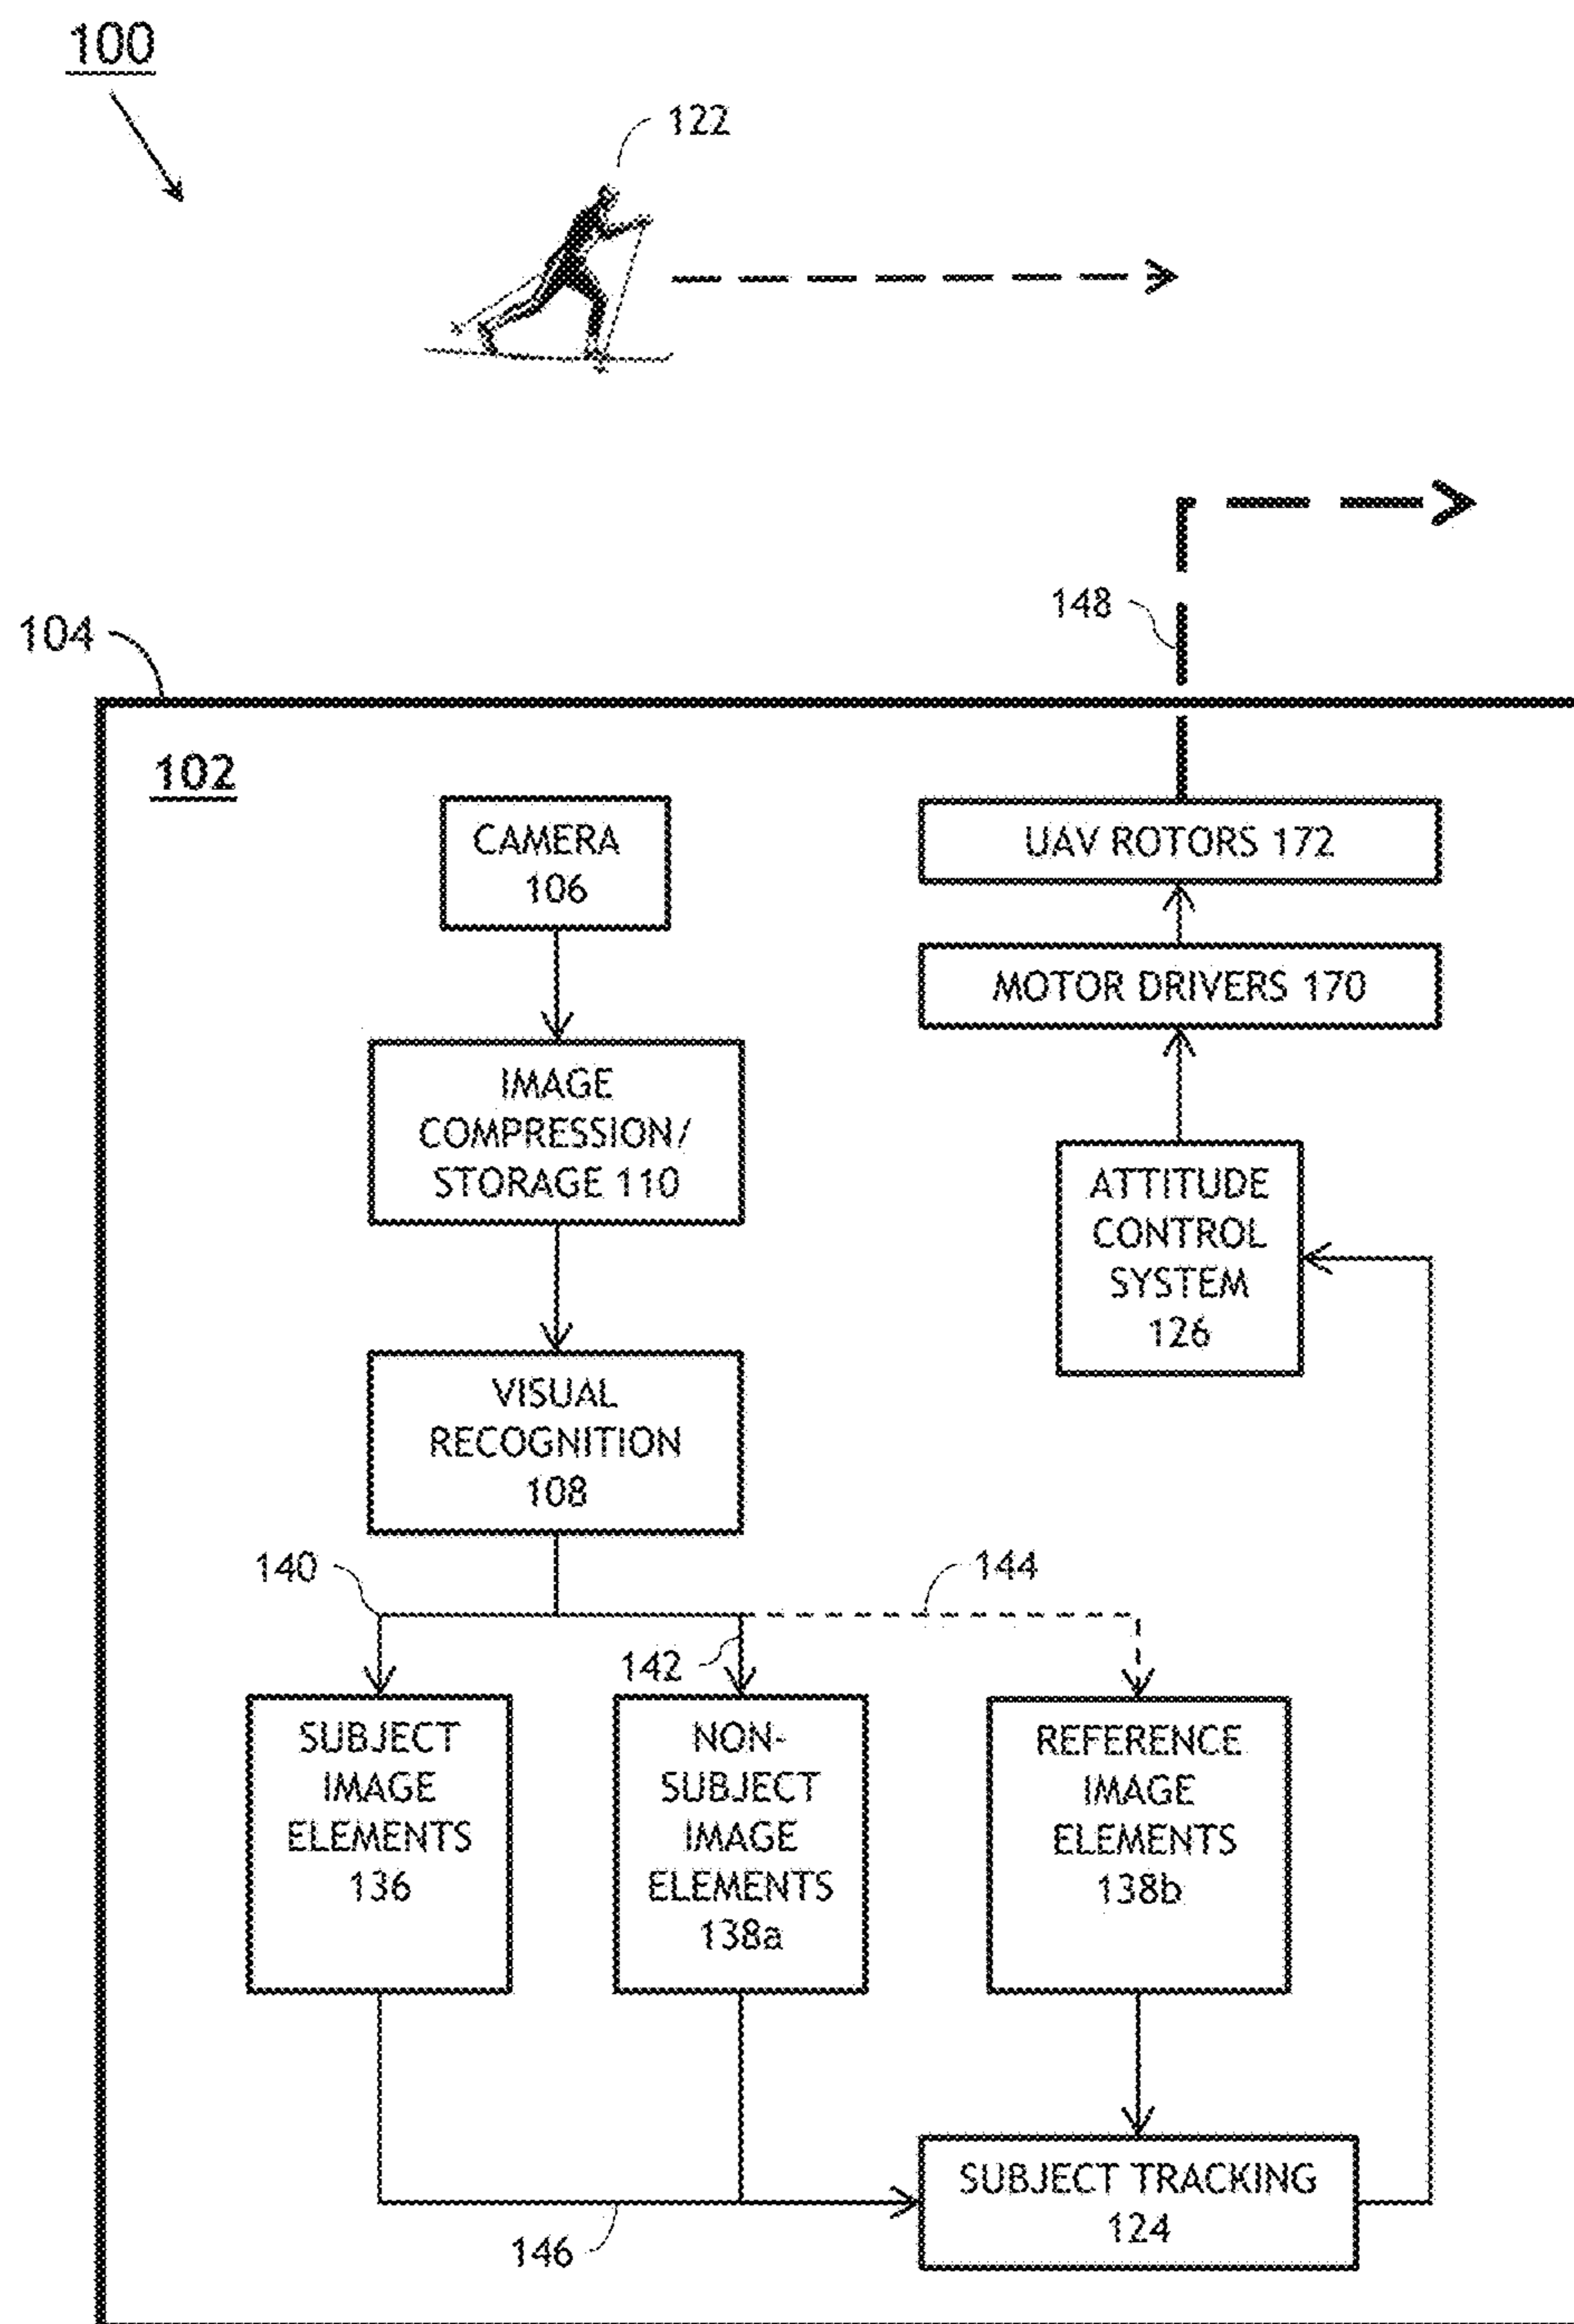 100
122
148
104
102
CAMERA
106
UAV ROTORS 172
MOTOR DRIVERS 170
IMAGE
COMPRESSION/
STORAGE 110
ATTITUDE
CONTROL
SYSTEM
126
VISUAL
RECOGNITION
108
140
144
142
SUBJECT
IMAGE
ELEMENTS
136
NON-
SUBJECT
IMAGE
ELEMENTS
138a
REFERENCE
IMAGE
ELEMENTS
138b
SUBJECT TRACKING
124
146